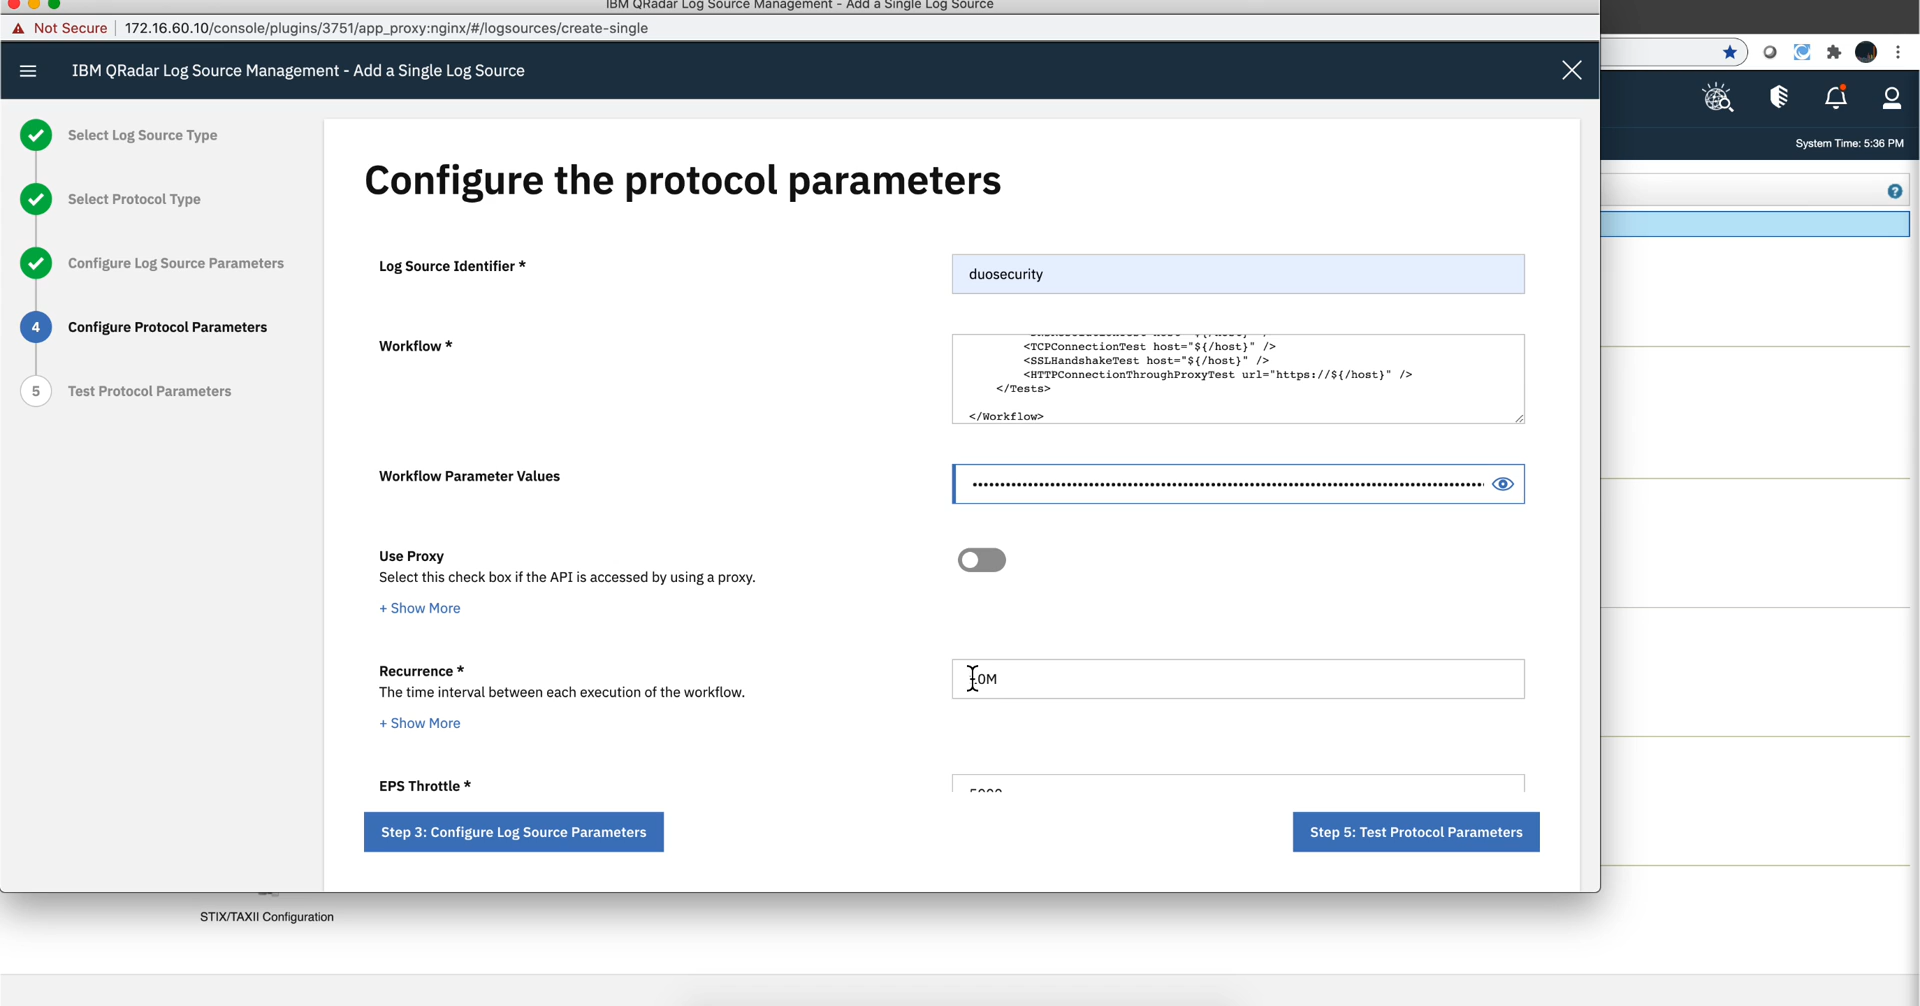 IBM QRadar Log Source Management - Add a Single Log Source
Not Secure 172.16.60.10/console/plugins/3751/app_proxy:nginx/#/logsources/create-single
IBM QRadar Log Source Management - Add a Single Log Source
System Time: 5:36 PM
Select Log Source Type
Select Protocol Type
Configure Log Source Parameters
4 Configure Protocol Parameters
5 Test Protocol Parameters
Configure the protocol parameters
Log Source Identifier *
duosecurity
Workflow *
<TCPConnectionTest host="${/host}" />
<SSLHandshakeTest host="${/host}" />
<HTTPConnectionThroughProxyTest url="https://${/host}" />
</Tests>
</Workflow>
Workflow Parameter Values
Use Proxy
Select this check box if the API is accessed by using a proxy.
+ Show More
Recurrence *
The time interval between each execution of the workflow.
+ Show More
EPS Throttle *
Step 3: Configure Log Source Parameters
Step 5: Test Protocol Parameters
STIX/TAXII Configuration